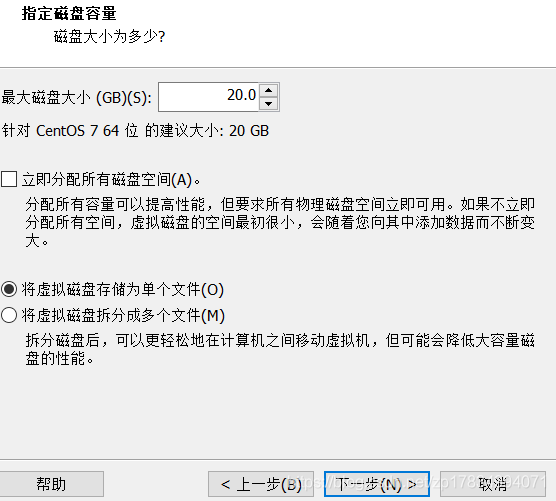 指定磁盘容量
磁盘大小为多少?
最大磁盘大小 (GB)(S): 20.0
针对 CentOS 7 64 位 的建议大小: 20 GB
立即分配所有磁盘空间(A)。
分配所有容量可以提高性能，但要求所有物理磁盘空间立即可用。如果不立即
分配所有空间，虚拟磁盘的空间最初很小，会随着您向其中添加数据而不断变
大。
将虚拟磁盘存储为单个文件(O)
将虚拟磁盘拆分成多个文件(M)
拆分磁盘后，可以更轻松地在计算机之间移动虚拟机，但可能会降低大容量磁
盘的性能。
帮助 < 上一步(B) 下一步(N) > 取消